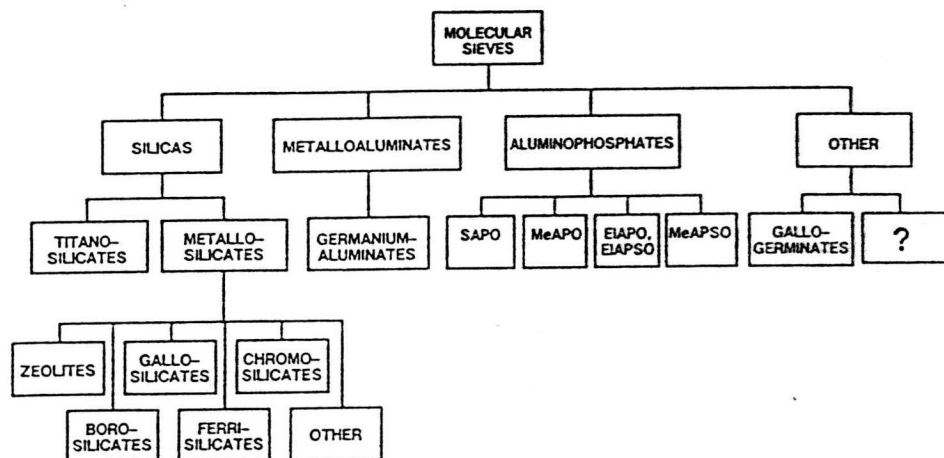 MOLECULAR
SIEVES
SILICAS
METALLOALUMINATES
ALUMINOPHOSPHATES
OTHER
TITANO-
SILICATES
METALLO-
SILICATES
GERMANIUM-
ALUMINATES
SAPO
MeAPO
ElAPO,
ElAPSO
MeAPSO
GALLO-
GERMINATES
?
ZEOLITES
GALLO-
SILICATES
CHROMO-
SILICATES
BORO-
SILICATES
FERRI-
SILICATES
OTHER